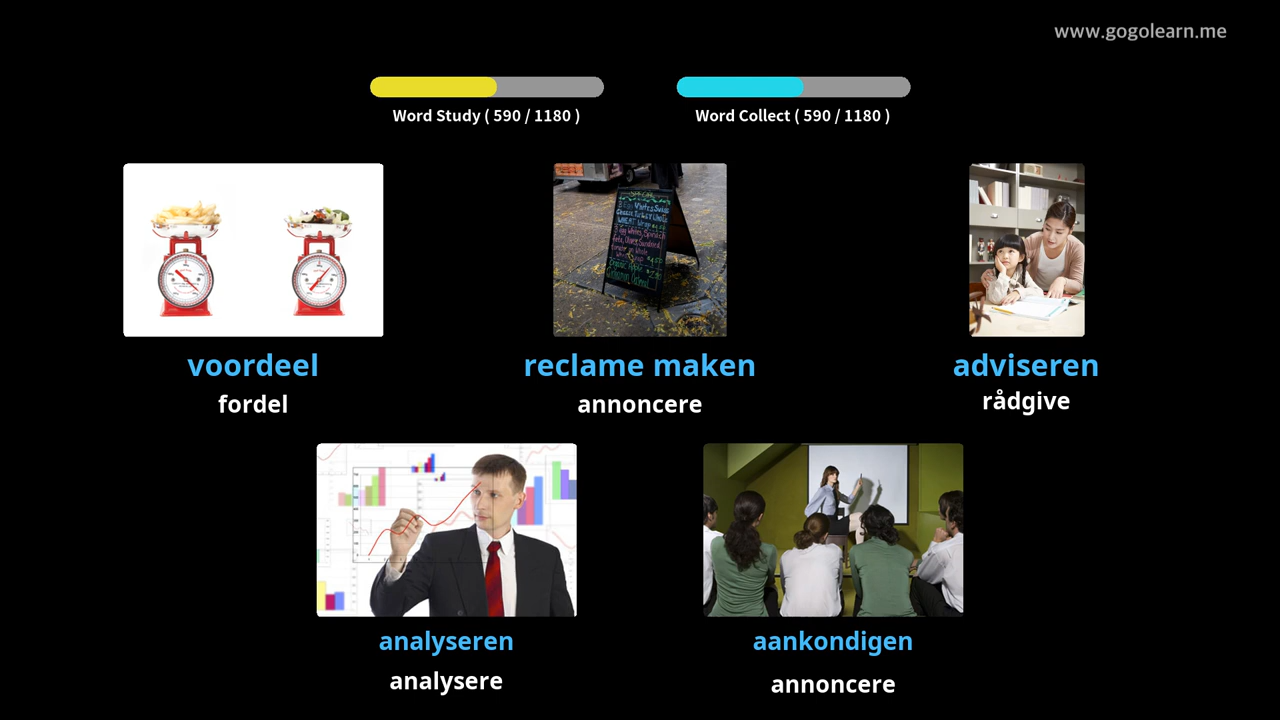 www.gogolearn.me
Word Study ( 590 / 1180 )
Word Collect ( 590 / 1180 )
voordeel
reclame maken
adviseren
fordel
annoncere
rådgive
analyseren
aankondigen
analysere
annoncere